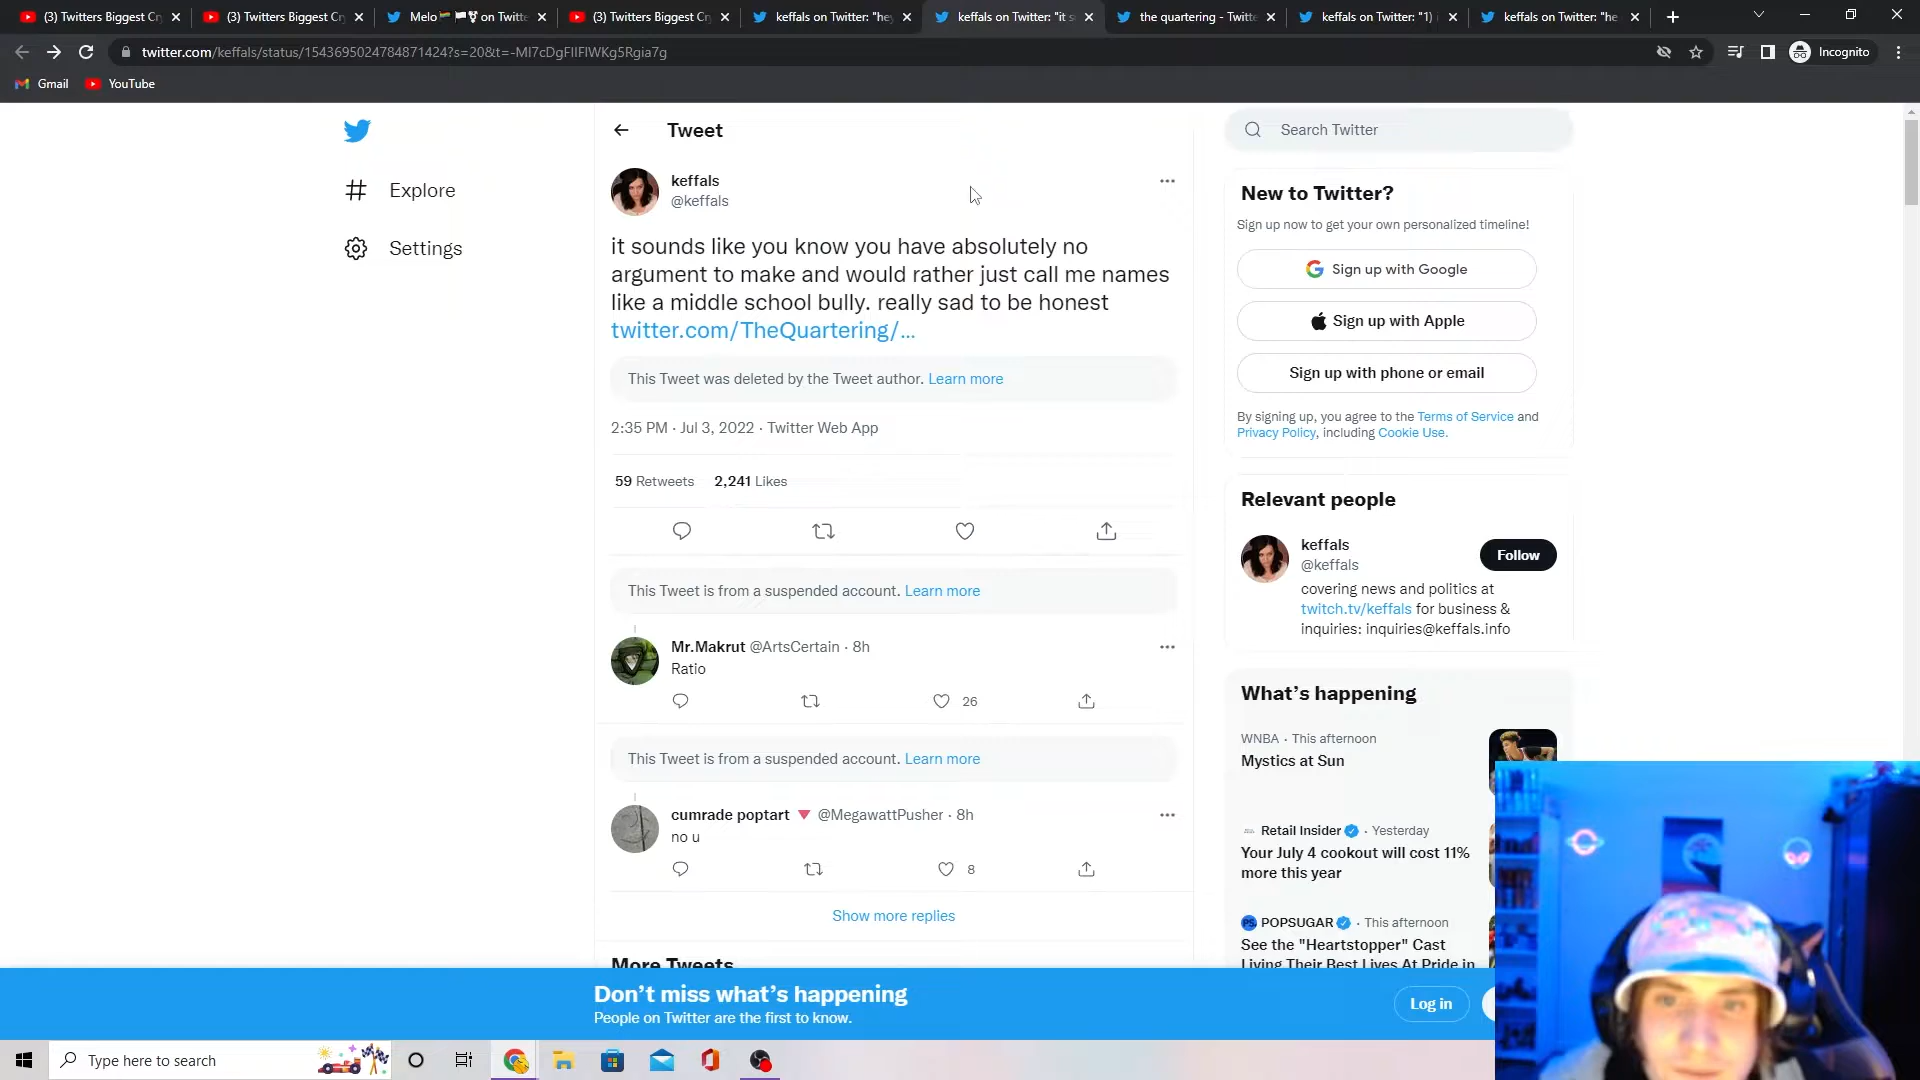 (3) Twitters Biggest Cr
(3) Twitters Biggest Cr
Melo on Twitte
(3) Twitters Biggest Cr
keffals on Twitter: "he
keffals on Twitter: "it s
the quartering - Twitte
keffals on Twitter: "1)
keffals on Twitter: "he
Incognito
Gmail
YouTube
Explore
Settings
Tweet
keffals
@keffals
it sounds like you know you have absolutely no
argument to make and would rather just call me names
like a middle school bully. really sad to be honest
twitter.com/TheQuartering/...
This Tweet was deleted by the Tweet author. Learn more
2:35 PM · Jul 3, 2022 · Twitter Web App
59 Retweets 2,241 Likes
This Tweet is from a suspended account. Learn more
Mr.Makrut @ArtsCertain · 8h
Ratio
26
This Tweet is from a suspended account. Learn more
cumrade poptart @MegawattPusher · 8h
no u
8
Show more replies
More Tweets
Search Twitter
New to Twitter?
Sign up now to get your own personalized timeline!
Sign up with Google
Sign up with Apple
Sign up with phone or email
By signing up, you agree to the Terms of Service and
Privacy Policy, including Cookie Use.
Relevant people
keffals
@keffals
Follow
covering news and politics at
twitch.tv/keffals for business &
inquiries: inquiries@keffals.info
What's happening
WNBA · This afternoon
Mystics at Sun
Retail Insider · Yesterday
Your July 4 cookout will cost 11%
more this year
POPSUGAR · This afternoon
See the "Heartstopper" Cast
Living Their Best Lives At Pride in
Don't miss what's happening
People on Twitter are the first to know.
Log in
Type here to search